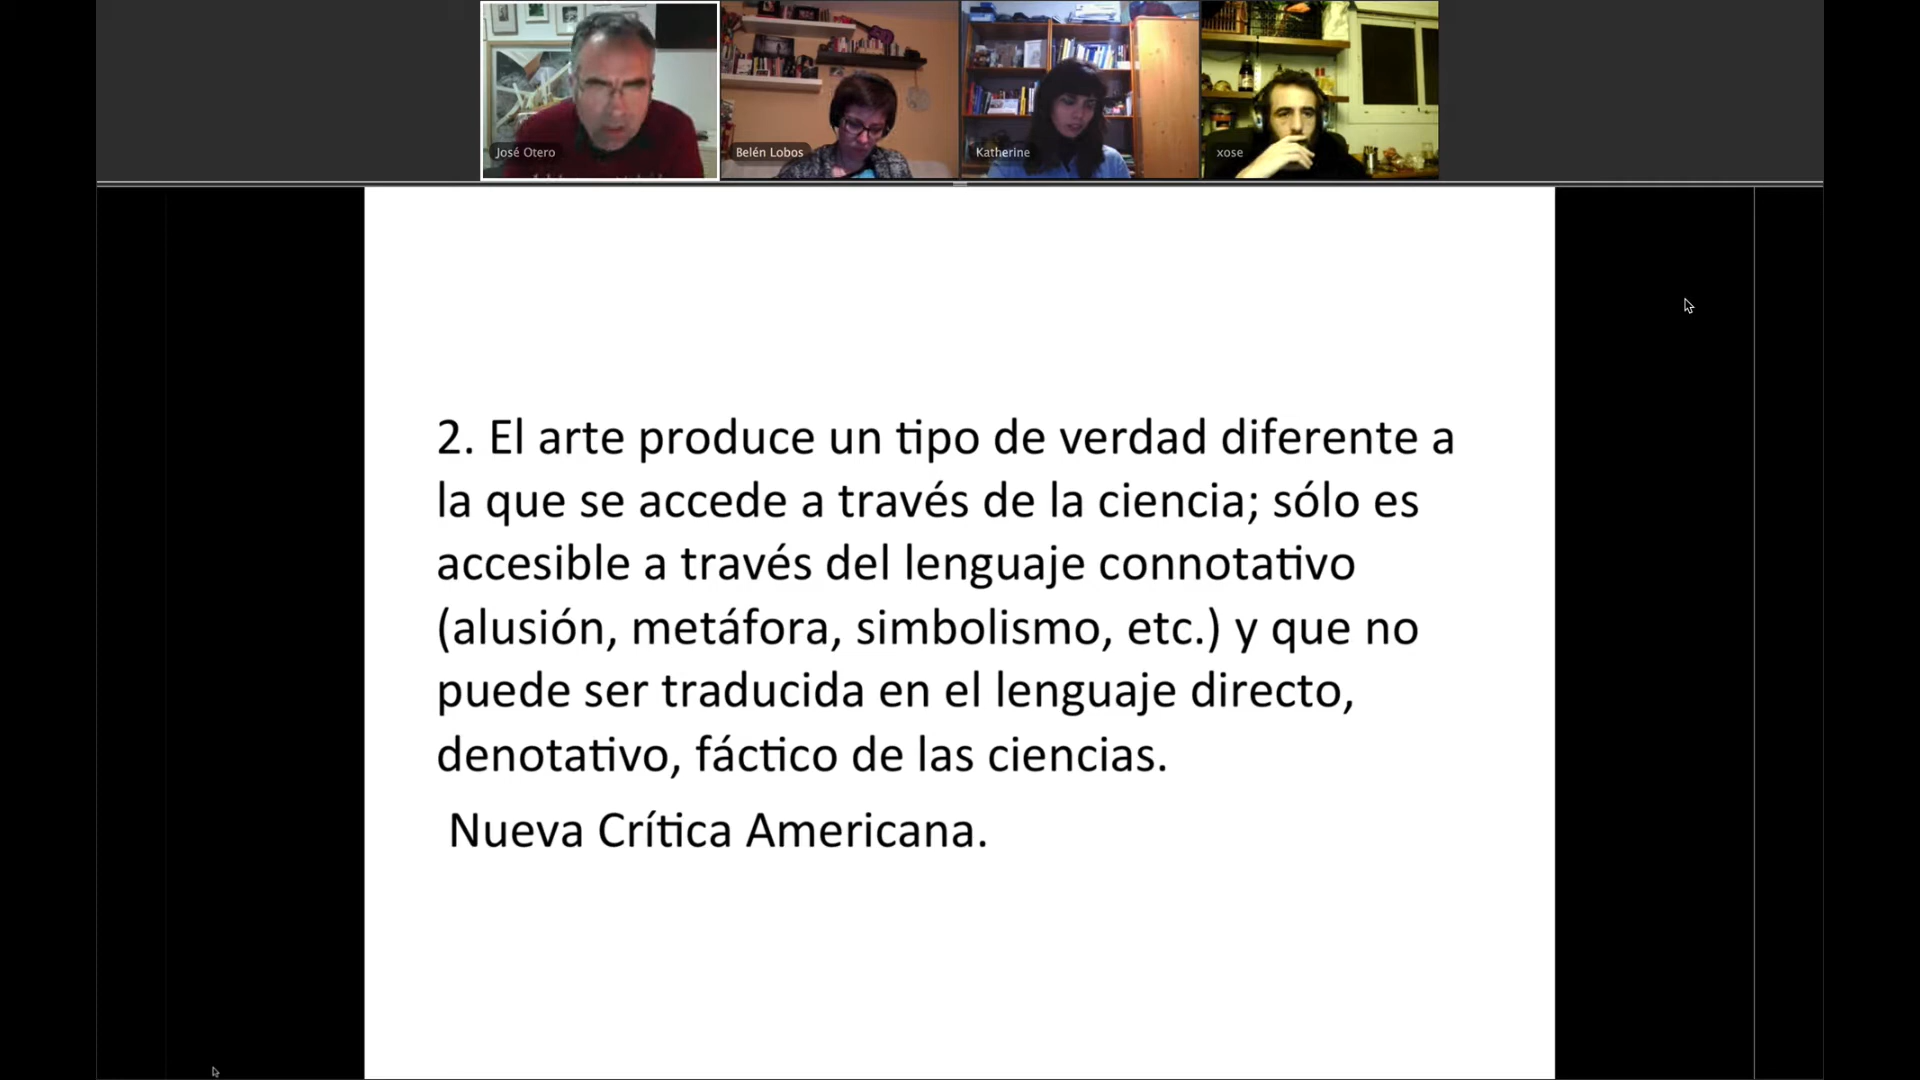 José Otero
Belén Lobos
Katherine
xose
2. El arte produce un tipo de verdad diferente a
la que se accede a través de la ciencia; sólo es
accesible a través del lenguaje connotativo
(alusión, metáfora, simbolismo, etc.) y que no
puede ser traducida en el lenguaje directo,
denotativo, fáctico de las ciencias.
Nueva Crítica Americana.